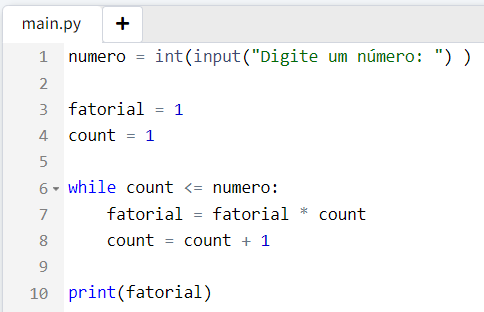 main.py +
1 numero = int(input("Digite um número: ") )
2
3 fatorial = 1
4 count = 1
5
6 while count <= numero:
7     fatorial = fatorial * count
8     count = count + 1
9
10 print(fatorial)